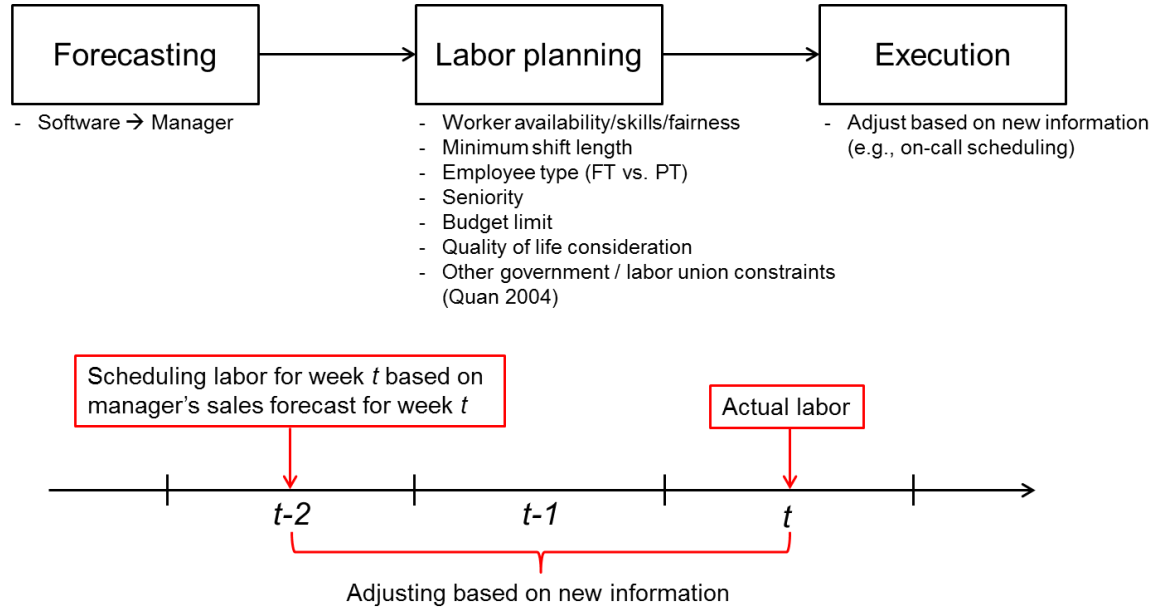 Forecasting
Labor planning
Execution
- Software → Manager
- Worker availability/skills/fairness
- Minimum shift length
- Employee type (FT vs. PT)
- Seniority
- Budget limit
- Quality of life consideration
- Other government / labor union constraints
(Quan 2004)
- Adjust based on new information
(e.g., on-call scheduling)
Scheduling labor for week t based on
manager's sales forecast for week t
Actual labor
t-2
t-1
t
Adjusting based on new information